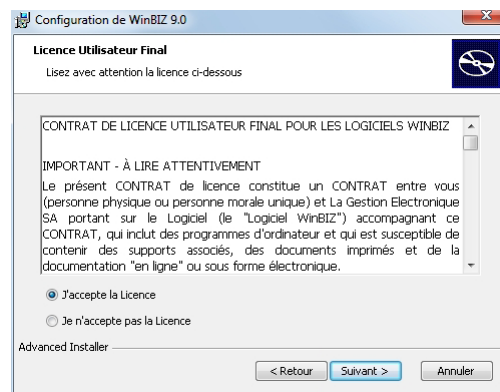 Configuration de WinBIZ 9.0
Licence Utilisateur Final
Lisez avec attention la licence ci-dessous
CONTRAT DE LICENCE UTILISATEUR FINAL POUR LES LOGICIELS WINBIZ
IMPORTANT - À LIRE ATTENTIVEMENT
Le présent CONTRAT de licence constitue un CONTRAT entre vous
(personne physique ou personne morale unique) et La Gestion Electronique
SA portant sur le Logiciel (le "Logiciel WinBIZ") accompagnant ce
CONTRAT, qui inclut des programmes d'ordinateur et qui est susceptible de
contenir des supports associés, des documents imprimés et de la
documentation "en ligne" ou sous forme électronique.
J'accepte la Licence
Je n'accepte pas la Licence
Advanced Installer
< Retour Suivant > Annuler